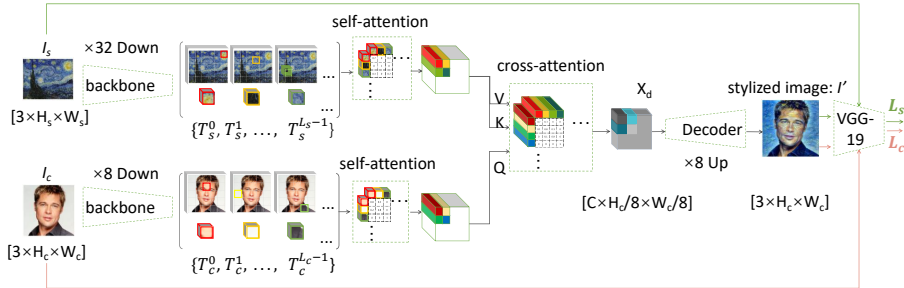 I_s
×32 Down
backbone
[3×H_s×W_s]
{T_s^0, T_s^1, ..., T_s^{L_s-1}}
...
...
self-attention
...
cross-attention
V
K
Q
...
X_d
Decoder
×8 Up
[C×H_c/8×W_c/8]
stylized image: I'
[3×H_c×W_c]
VGG-
19
L_s
L_c
I_c
×8 Down
backbone
[3×H_c×W_c]
{T_c^0, T_c^1, ..., T_c^{L_c-1}}
...
...
self-attention
...